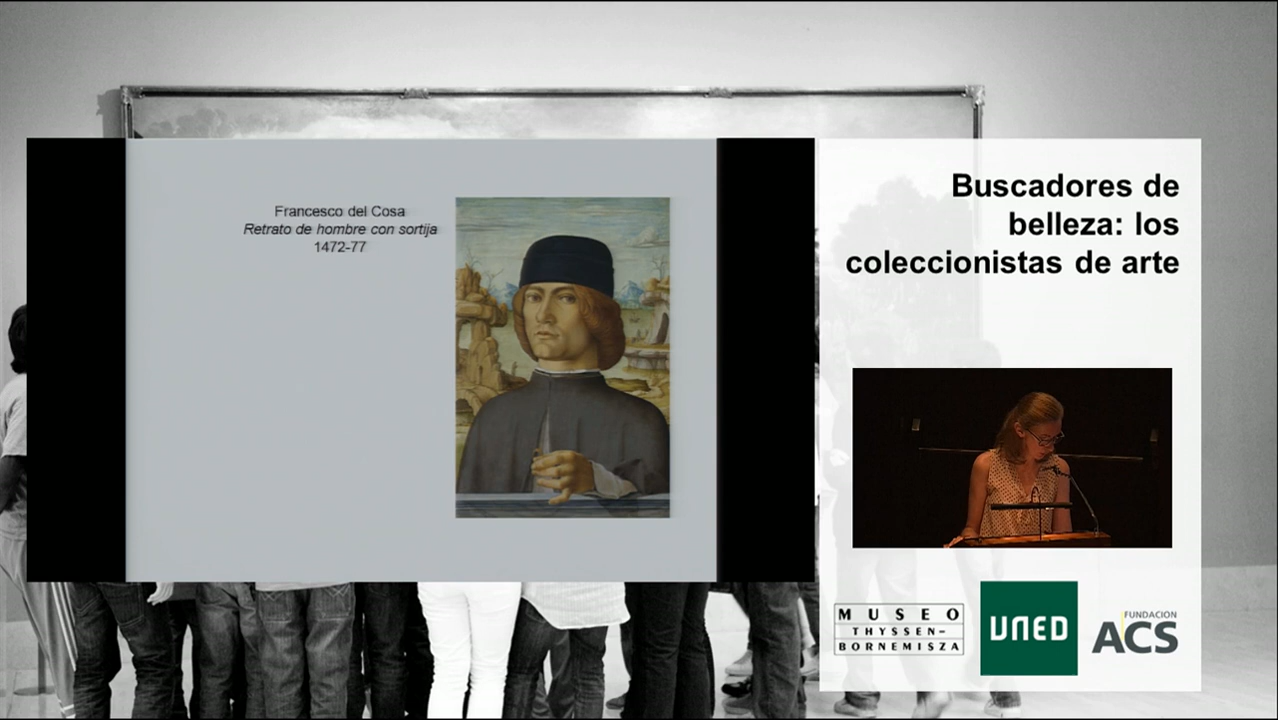 Francesco del Cosa
Retrato de hombre con sortija
1472-77
Buscadores de
belleza: los
coleccionistas de arte
MUSEO
THYSSEN-
BORNEMISZA
UNED
FUNDACIÓN
ACS